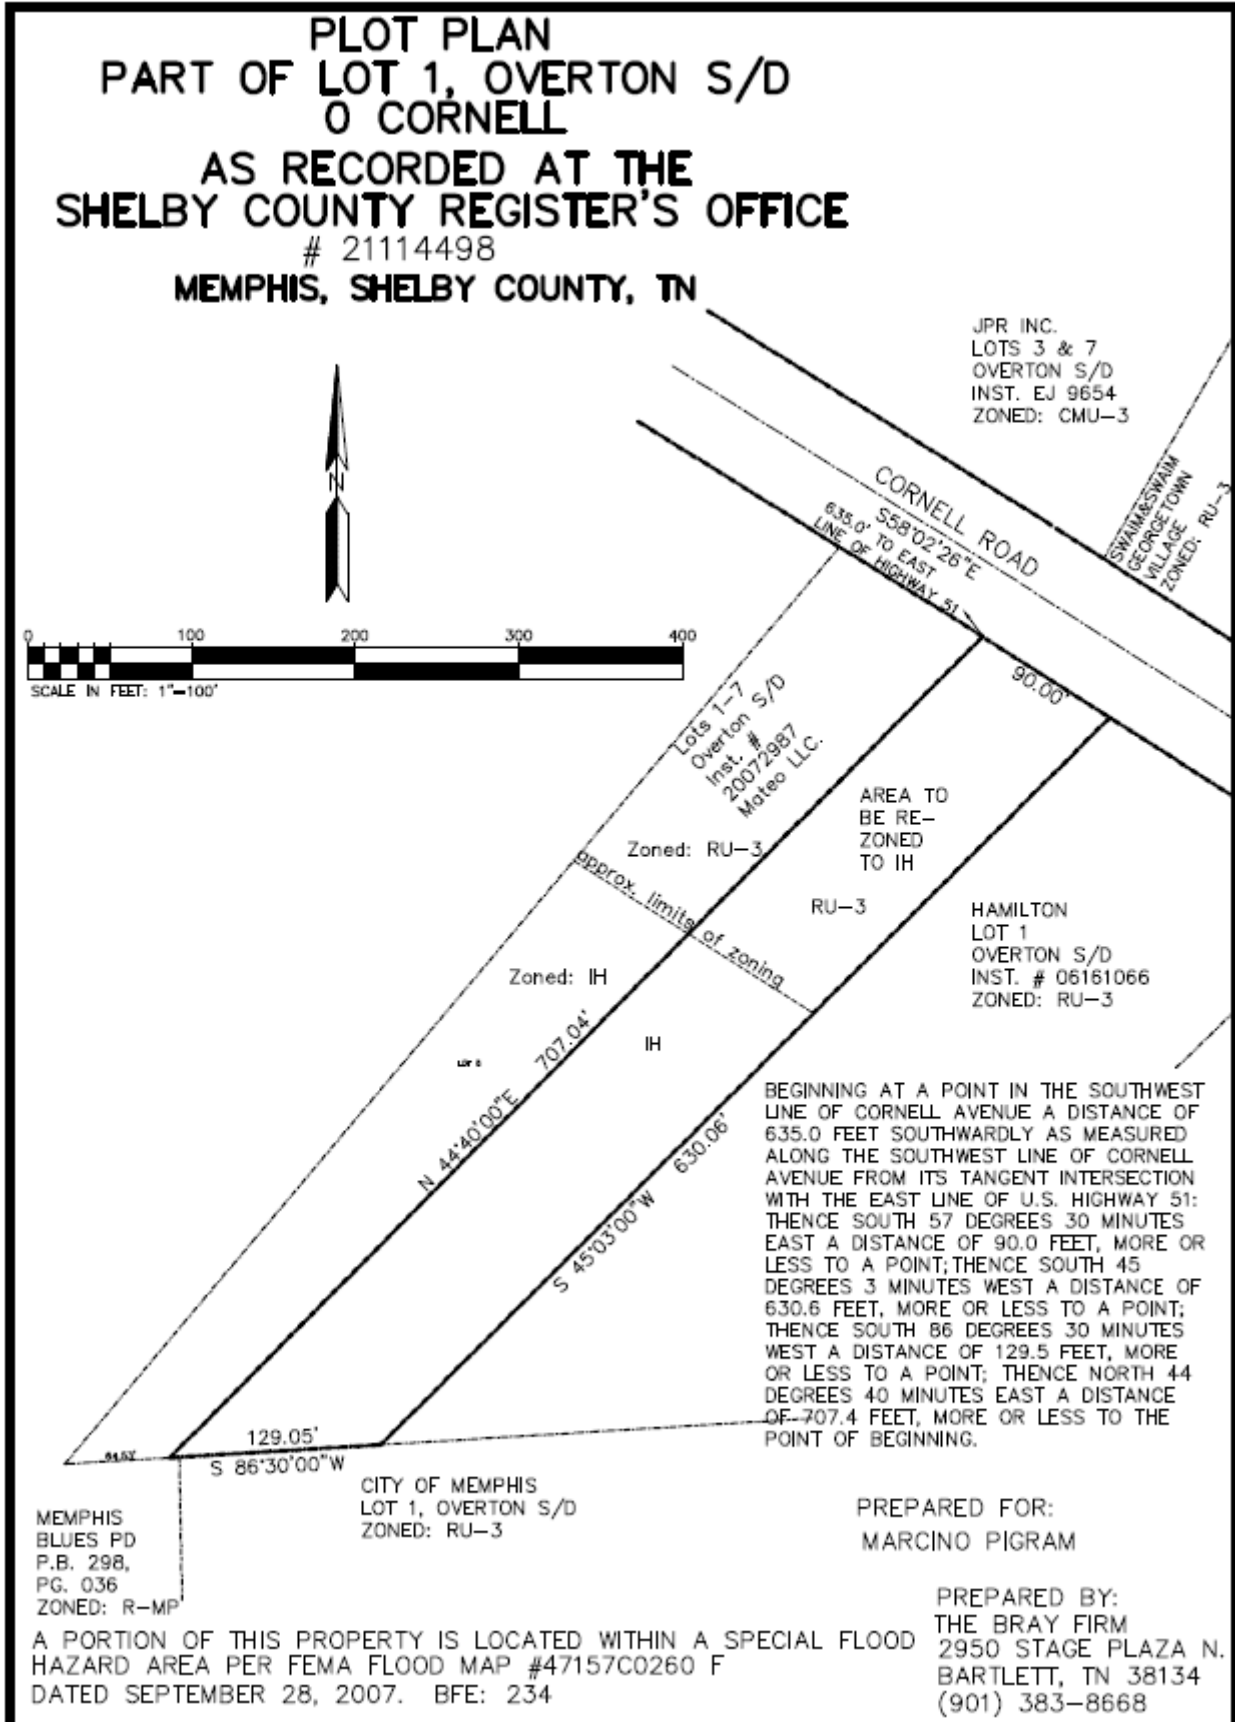 PLOT PLAN
PART OF LOT 1, OVERTON S/D
0 CORNELL
AS RECORDED AT THE
SHELBY COUNTY REGISTER'S OFFICE
# 21114498
MEMPHIS, SHELBY COUNTY, TN
JPR INC.
LOTS 3 & 7
OVERTON S/D
INST. EJ 9654
ZONED: CMU-3
SWAIM&SWAIM
GEORGETOWN
VILLAGE
ZONED: RU-3
CORNELL ROAD
S58°02'26"E
635.0' TO EAST
LINE OF HIGHWAY 51
N
0 100 200 300 400
SCALE IN FEET: 1"=100'
90.00'
Lots 1-7
Overton S/D
Inst. #
20072987
Mateo LLC.
Zoned: RU-3
AREA TO
BE RE-
ZONED
TO IH
RU-3
approx. limits of zoning
HAMILTON
LOT 1
OVERTON S/D
INST. # 06161066
ZONED: RU-3
Zoned: IH
IH
N 44°40'00"E 707.04'
S 45°03'00"W 630.06'
BEGINNING AT A POINT IN THE SOUTHWEST
LINE OF CORNELL AVENUE A DISTANCE OF
635.0 FEET SOUTHWARDLY AS MEASURED
ALONG THE SOUTHWEST LINE OF CORNELL
AVENUE FROM ITS TANGENT INTERSECTION
WITH THE EAST LINE OF U.S. HIGHWAY 51:
THENCE SOUTH 57 DEGREES 30 MINUTES
EAST A DISTANCE OF 90.0 FEET, MORE OR
LESS TO A POINT; THENCE SOUTH 45
DEGREES 3 MINUTES WEST A DISTANCE OF
630.6 FEET, MORE OR LESS TO A POINT;
THENCE SOUTH 86 DEGREES 30 MINUTES
WEST A DISTANCE OF 129.5 FEET, MORE
OR LESS TO A POINT; THENCE NORTH 44
DEGREES 40 MINUTES EAST A DISTANCE
OF 707.4 FEET, MORE OR LESS TO THE
POINT OF BEGINNING.
129.05'
S 86°30'00"W
CITY OF MEMPHIS
LOT 1, OVERTON S/D
ZONED: RU-3
MEMPHIS
BLUES PD
P.B. 298,
PG. 036
ZONED: R-MP
PREPARED FOR:
MARCINO PIGRAM
PREPARED BY:
THE BRAY FIRM
2950 STAGE PLAZA N.
BARTLETT, TN 38134
(901) 383-8668
A PORTION OF THIS PROPERTY IS LOCATED WITHIN A SPECIAL FLOOD
HAZARD AREA PER FEMA FLOOD MAP #47157C0260 F
DATED SEPTEMBER 28, 2007. BFE: 234